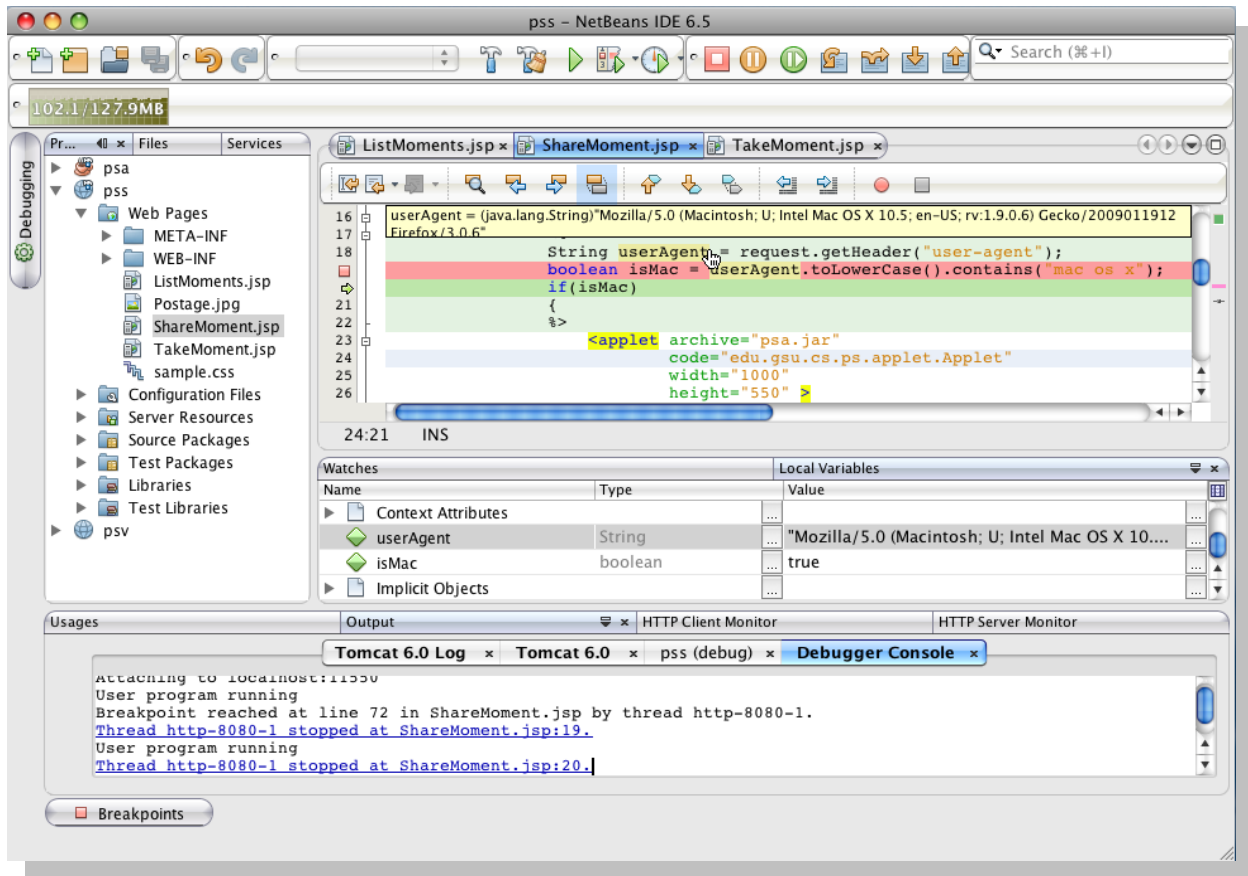 pss – NetBeans IDE 6.5
Search (⌘+I)
102.1/127.9MB
Debugging
Pr... Files Services
psa
pss
Web Pages
META-INF
WEB-INF
ListMoments.jsp
Postage.jpg
ShareMoment.jsp
TakeMoment.jsp
sample.css
Configuration Files
Server Resources
Source Packages
Test Packages
Libraries
Test Libraries
psv
ListMoments.jsp ShareMoment.jsp TakeMoment.jsp
userAgent = (java.lang.String)"Mozilla/5.0 (Macintosh; U; Intel Mac OS X 10.5; en-US; rv:1.9.0.6) Gecko/2009011912
Firefox/3.0.6"
16
17
18 String userAgent = request.getHeader("user-agent");
boolean isMac = userAgent.toLowerCase().contains("mac os x");
if(isMac)
21 {
22 %>
23 <applet archive="psa.jar"
24 code="edu.gsu.cs.ps.applet.Applet"
25 width="1000"
26 height="550" >
24:21 INS
Watches Local Variables
Name Type Value
Context Attributes ... ...
userAgent String ... "Mozilla/5.0 (Macintosh; U; Intel Mac OS X 10.... ...
isMac boolean ... true ...
Implicit Objects ... ...
Usages Output HTTP Client Monitor HTTP Server Monitor
Tomcat 6.0 Log Tomcat 6.0 pss (debug) Debugger Console
Attaching to localhost:11550
User program running
Breakpoint reached at line 72 in ShareMoment.jsp by thread http-8080-1.
Thread http-8080-1 stopped at ShareMoment.jsp:19.
User program running
Thread http-8080-1 stopped at ShareMoment.jsp:20.
Breakpoints